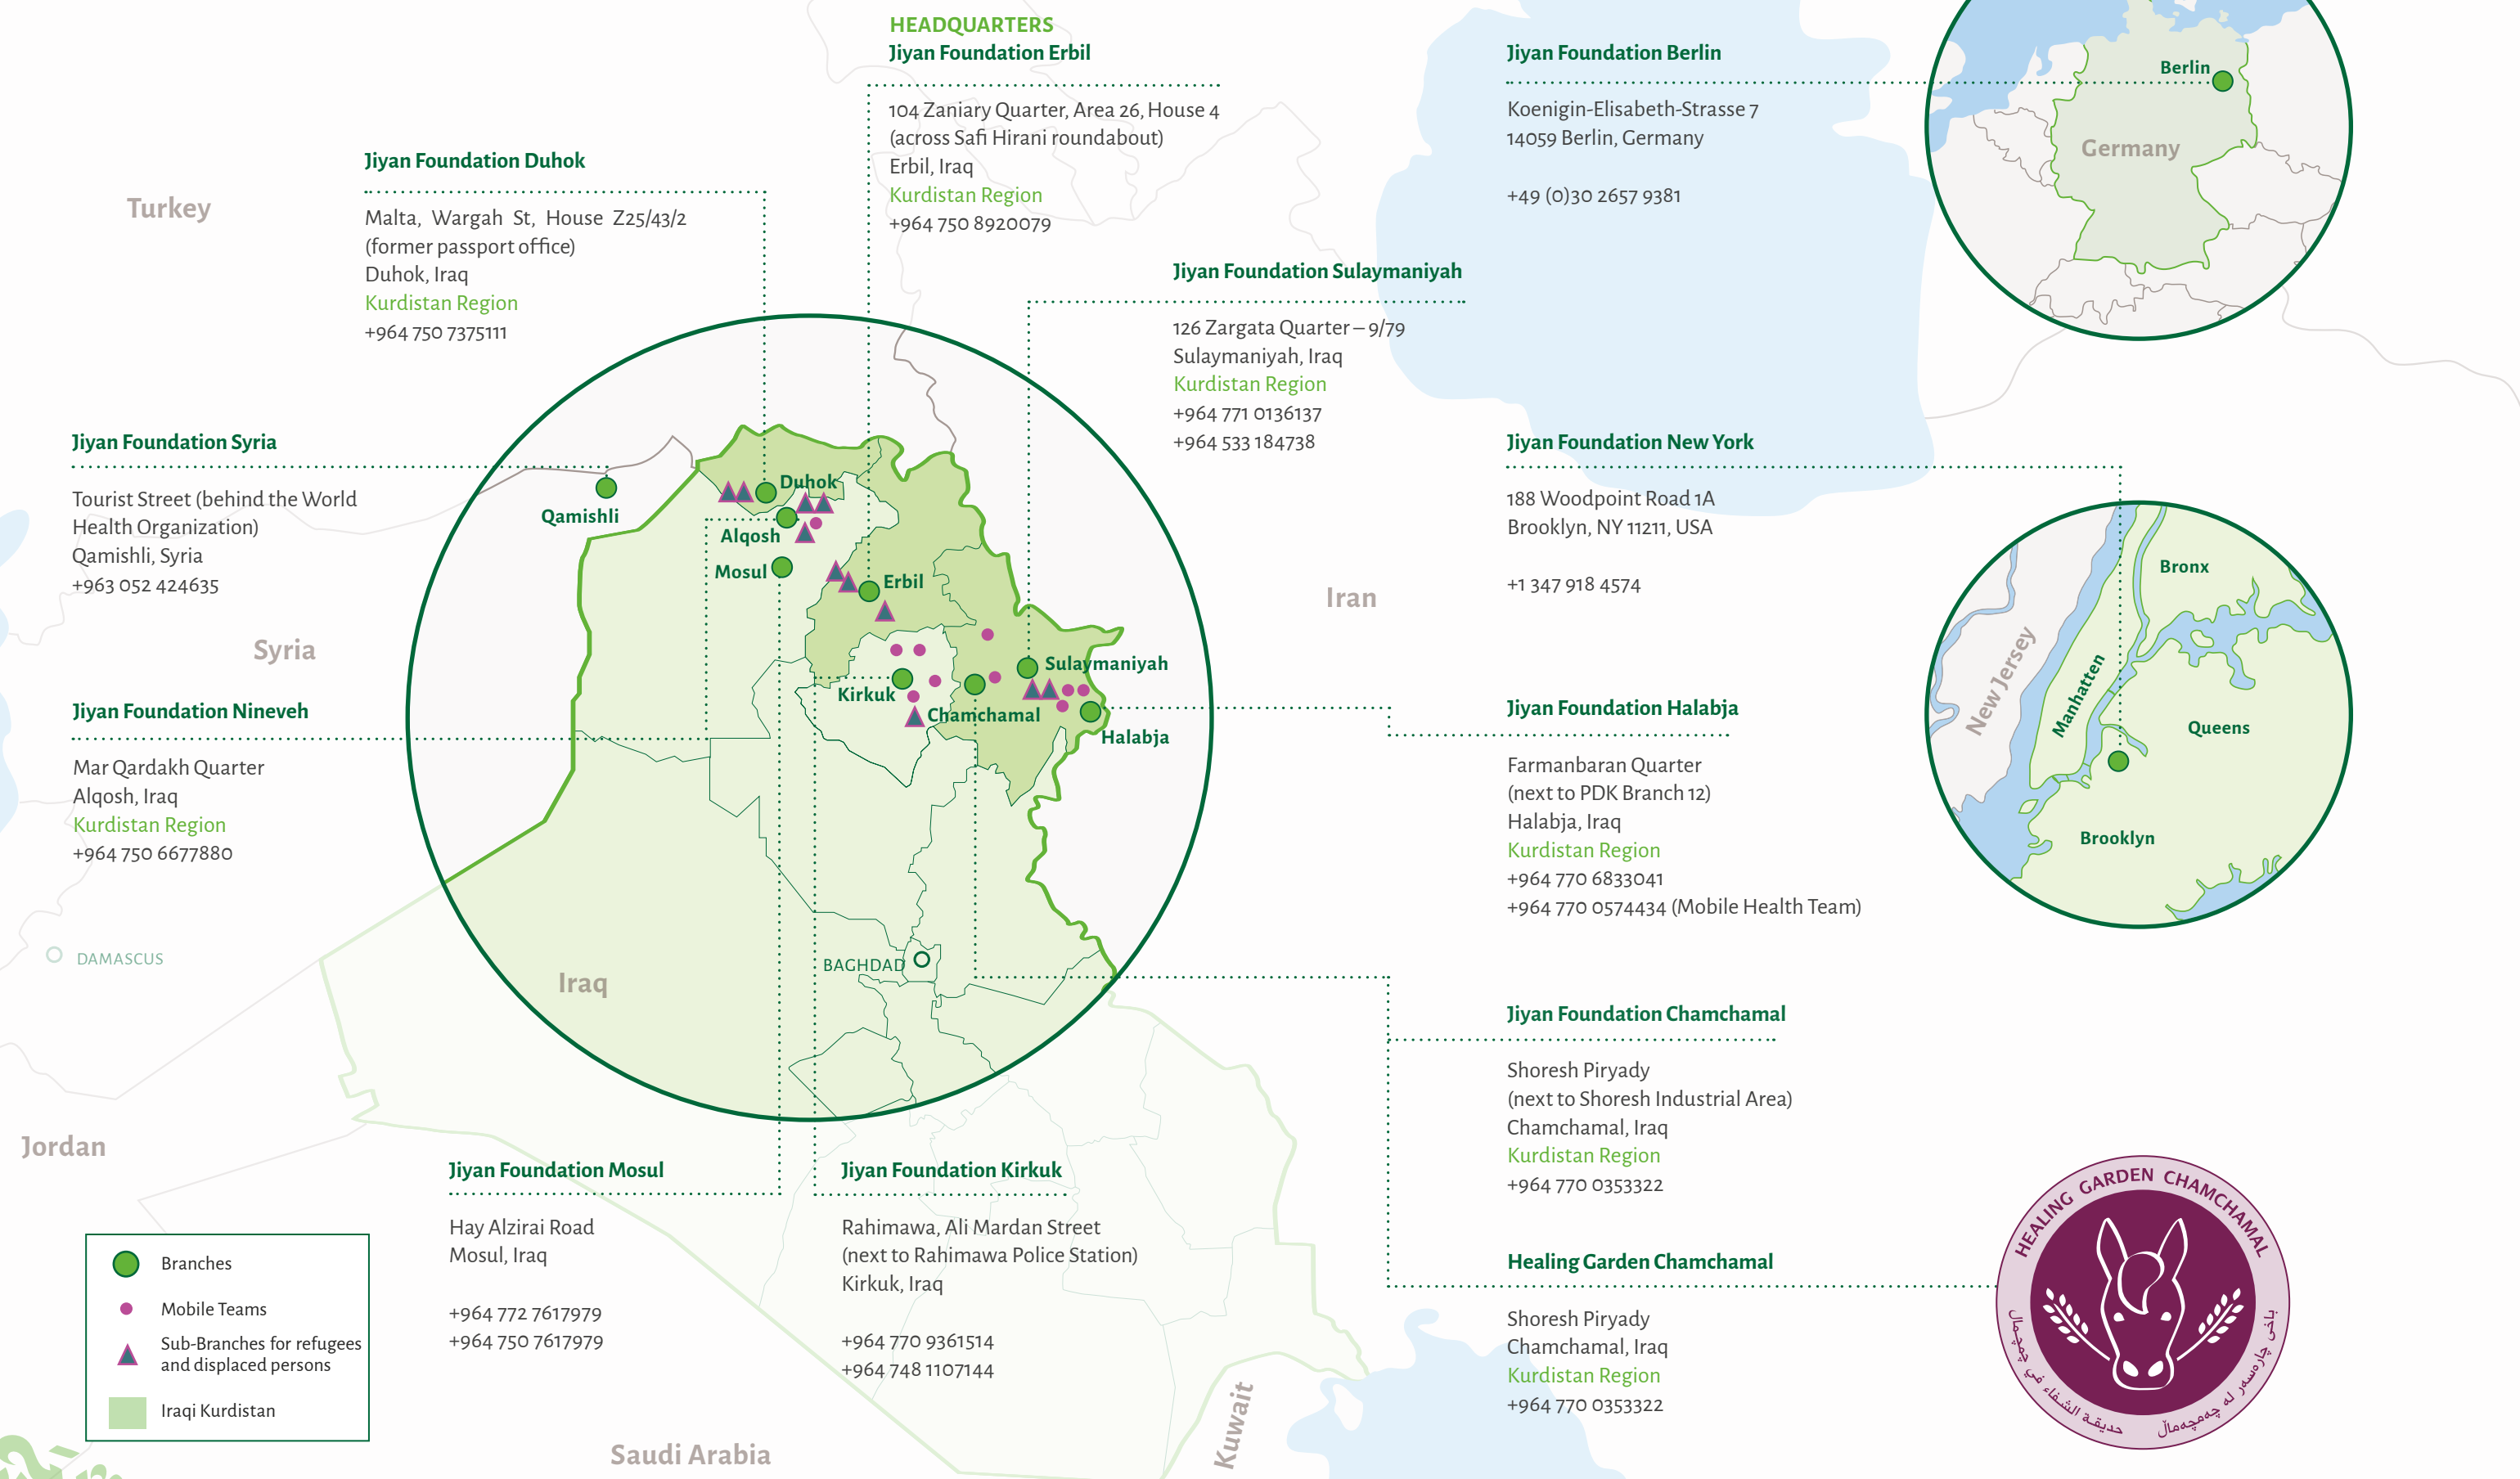 HEADQUARTERS
Jiyan Foundation Erbil
104 Zaniary Quarter, Area 26, House 4
(across Safi Hirani roundabout)
Erbil, Iraq
Kurdistan Region
+964 750 8920079
Jiyan Foundation Berlin
Koenigin-Elisabeth-Strasse 7
14059 Berlin, Germany
+49 (0)30 2657 9381
Berlin
Germany
Jiyan Foundation Duhok
Malta, Wargah St, House Z25/43/2
(former passport office)
Duhok, Iraq
Kurdistan Region
+964 750 7375111
Turkey
Jiyan Foundation Sulaymaniyah
126 Zargata Quarter – 9/79
Sulaymaniyah, Iraq
Kurdistan Region
+964 771 0136137
+964 533 184738
Jiyan Foundation Syria
Tourist Street (behind the World
Health Organization)
Qamishli, Syria
+963 052 424635
Syria
Jiyan Foundation New York
188 Woodpoint Road 1A
Brooklyn, NY 11211, USA
+1 347 918 4574
Bronx
New Jersey
Manhatten
Queens
Brooklyn
Qamishli
Duhok
Alqosh
Mosul
Erbil
Sulaymaniyah
Kirkuk
Chamchamal
Halabja
Iran
BAGHDAD
Iraq
Jiyan Foundation Nineveh
Mar Qardakh Quarter
Alqosh, Iraq
Kurdistan Region
+964 750 6677880
DAMASCUS
Jordan
Jiyan Foundation Halabja
Farmanbaran Quarter
(next to PDK Branch 12)
Halabja, Iraq
Kurdistan Region
+964 770 6833041
+964 770 0574434 (Mobile Health Team)
Jiyan Foundation Chamchamal
Shoresh Piryady
(next to Shoresh Industrial Area)
Chamchamal, Iraq
Kurdistan Region
+964 770 0353322
Jiyan Foundation Mosul
Hay Alzirai Road
Mosul, Iraq
+964 772 7617979
+964 750 7617979
Jiyan Foundation Kirkuk
Rahimawa, Ali Mardan Street
(next to Rahimawa Police Station)
Kirkuk, Iraq
+964 770 9361514
+964 748 1107144
Healing Garden Chamchamal
Shoresh Piryady
Chamchamal, Iraq
Kurdistan Region
+964 770 0353322
HEALING GARDEN CHAMCHAMAL
حديقة الشفاء في چمچمال
باخی چارەسەر لە چەمچەماڵ
Branches
Mobile Teams
Sub-Branches for refugees
and displaced persons
Iraqi Kurdistan
Saudi Arabia
Kuwait